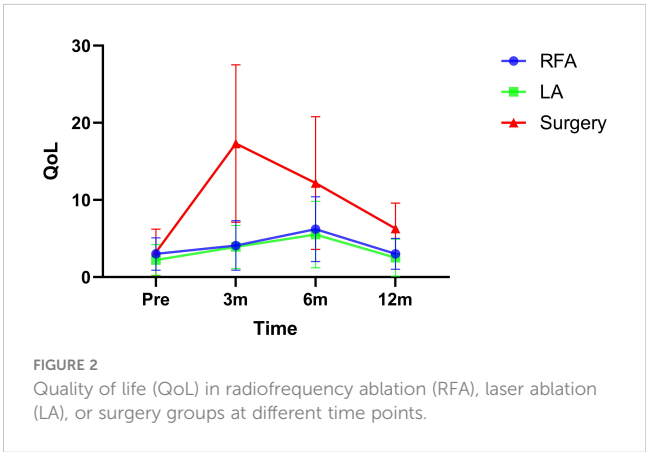 30
20
10
0
QoL
Pre
3m
6m
12m
Time
RFA
LA
Surgery
FIGURE 2
Quality of life (QoL) in radiofrequency ablation (RFA), laser ablation
(LA), or surgery groups at different time points.